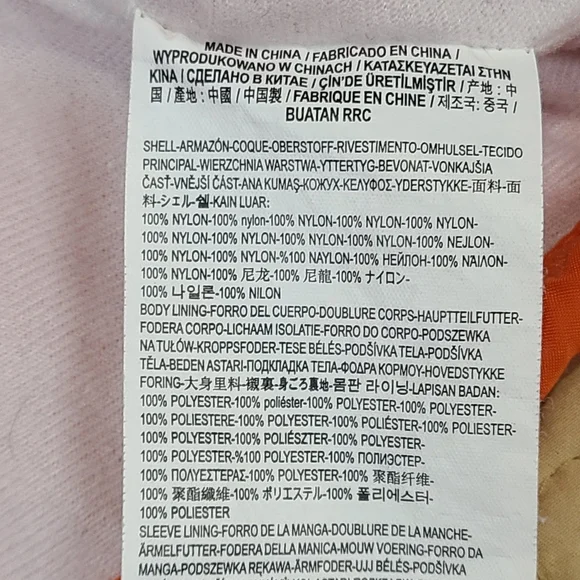 MADE IN CHINA / FABRICADO EN CHINA /
WYPRODUKOWANO W CHINACH / ΚΑΤΑΣΚΕΥΑΖΕΤΑΙ ΣΤΗΝ
ΚΙΝΑ / СДЕЛАНО В КИТАЕ / ÇİN'DE ÜRETİLMİŞTİR / 产地 : 中
国 / 產地 : 中國 / 中国製 / FABRIQUE EN CHINE / 제조국: 중국 /
BUATAN RRC
SHELL-ARMAZÓN-COQUE-OBERSTOFF-RIVESTIMENTO-OMHULSEL-TECIDO
PRINCIPAL-WIERZCHNIA WARSTWA-YTTERTYG-BEVONAT-VONKAJŠIA
ČASŤ-VNĚJŠÍ ČÁST-ANA KUMAŞ-КОЖУХ-ΚΕΛΥΦΟΣ-YDERSTYKKE-面料-面
料-シェル-쉘-KAIN LUAR:
100% NYLON-100% nylon-100% NYLON-100% NYLON-100% NYLON-
100% NYLON-100% NYLON-100% NYLON-100% NYLON-100% NEJLON-
100% NYLON-100% NYLON-%100 NAYLON-100% НЕЙЛОН-100% ΝΑΪΛΟΝ-
100% NYLON-100% 尼龙-100% 尼龍-100% ナイロン-
100% 나일론-100% NILON
BODY LINING-FORRO DEL CUERPO-DOUBLURE CORPS-HAUPTTEILFUTTER-
FODERA CORPO-LICHAAM ISOLATIE-FORRO DO CORPO-PODSZEWKA
NA TUŁÓW-KROPPSFODER-TESE BÉLÉS-PODŠÍVKA TELA-PODŠÍVKA
TĚLA-BEDEN ASTARI-ПОДКЛАДКА ТЕЛА-ΦΟΔΡΑ ΚΟΡΜΟΥ-HOVEDSTYKKE
FORING-大身里料-襯裏-身ごろ裏地-몸판 라이닝-LAPISAN BADAN:
100% POLYESTER-100% poliéster-100% POLYESTER-100% POLYESTER-
100% POLIESTERE-100% POLYESTER-100% POLIÉSTER-100% POLIESTER-
100% POLYESTER-100% POLIÉSZTER-100% POLYESTER-
100% POLYESTER-%100 POLYESTER-100% ПОЛИЭСТЕР-
100% ΠΟΛΥΕΣΤΕΡΑΣ-100% POLYESTER-100% 聚酯纤维-
100% 聚酯纖維-100% ポリエステル-100% 폴리에스터-
100% POLIESTER
SLEEVE LINING-FORRO DE LA MANGA-DOUBLURE DE LA MANCHE-
ÄRMELFUTTER-FODERA DELLA MANICA-MOUW VOERING-FORRO DA
MANGA-PODSZEWKA RĘKAWA-ÄRMFODER-UJJ BÉLÉS-PODŠÍVKA